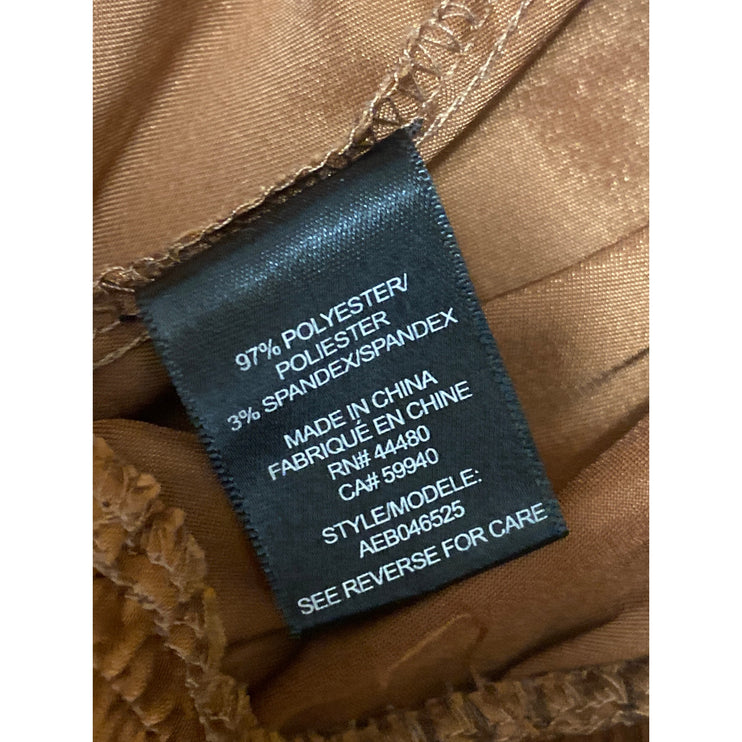 97% POLYESTER/
POLIESTER
3% SPANDEX/SPANDEX
MADE IN CHINA
FABRIQUÉ EN CHINE
RN# 44480
CA# 59940
STYLE/MODELE:
AEB046525
SEE REVERSE FOR CARE